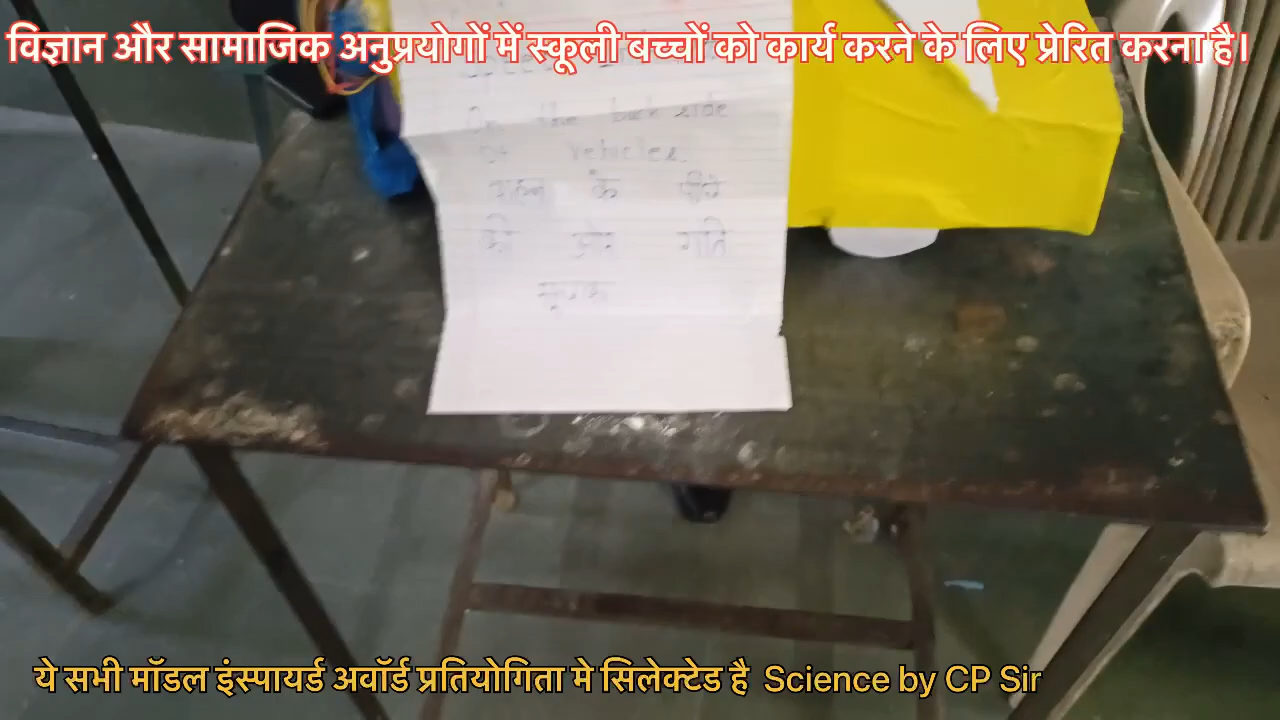 विज्ञान और सामाजिक अनुप्रयोगों में स्कूली बच्चों को कार्य करने के लिए प्रेरित करना है।
On the back side
of vehicles
वाहन के पीछे
की ओर गति
सूचक
ये सभी मॉडल इंस्पायर्ड अवॉर्ड प्रतियोगिता मे सिलेक्टेड है Science by CP Sir